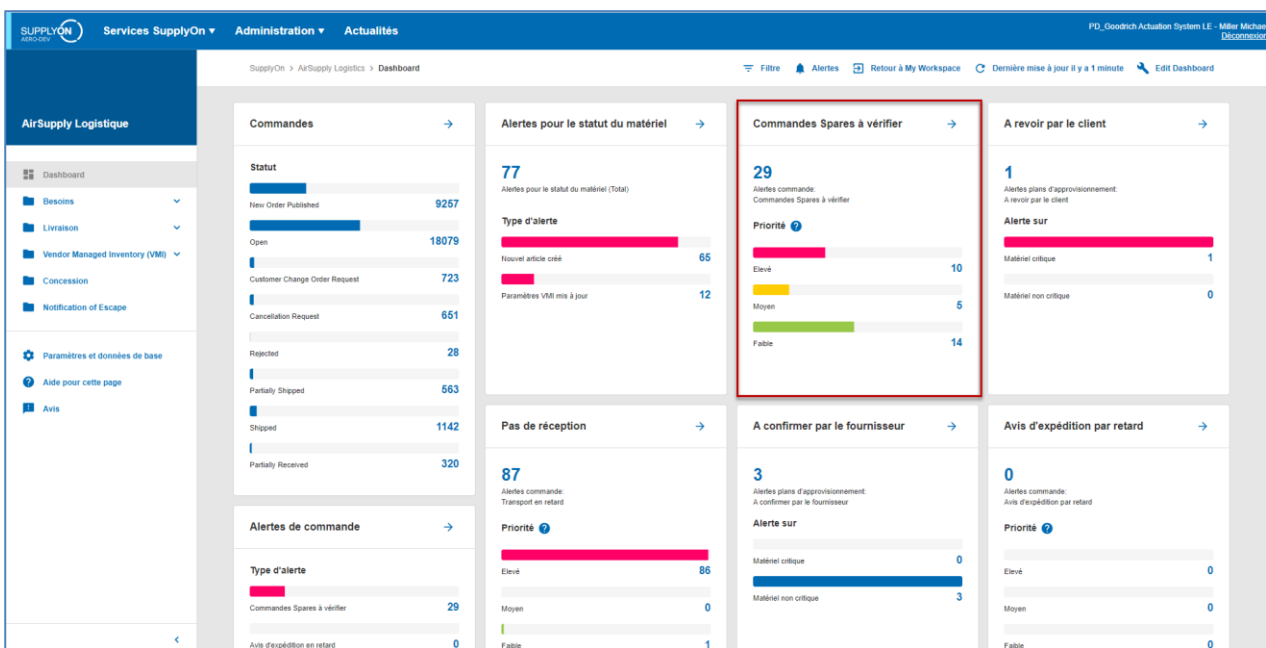 SUPPLYON
AERO-DEV
Services SupplyOn ▾
Administration ▾
Actualités
PD_Goodrich Actuation System LE - Miller Michae
Déconnexion
SupplyOn > AirSupply Logistics > Dashboard
Filtre
Alertes
Retour à My Workspace
Dernière mise à jour il y a 1 minute
Edit Dashboard
AirSupply Logistique
Dashboard
Besoins
Livraison
Vendor Managed Inventory (VMI)
Concession
Notification of Escape
Paramètres et données de base
Aide pour cette page
Avis
Commandes
Statut
New Order Published 9257
Open 18079
Customer Change Order Request 723
Cancellation Request 651
Rejected 28
Partially Shipped 563
Shipped 1142
Partially Received 320
Alertes de commande
Type d'alerte
Commandes Spares à vérifier 29
Avis d'expédition en retard 0
Alertes pour le statut du matériel
77
Alertes pour le statut du matériel (Total)
Type d'alerte
Nouvel article créé 65
Paramètres VMI mis à jour 12
Pas de réception
87
Alertes commande:
Transport en retard
Priorité ?
Elevé 86
Moyen 0
Faible 1
Commandes Spares à vérifier
29
Alertes commande:
Commandes Spares à vérifier
Priorité ?
Elevé 10
Moyen 5
Faible 14
A confirmer par le fournisseur
3
Alertes plans d'approvisionnement:
A confirmer par le fournisseur
Alerte sur
Matériel critique 0
Matériel non critique 3
A revoir par le client
1
Alertes plans d'approvisionnement:
A revoir par le client
Alerte sur
Matériel critique 1
Matériel non critique 0
Avis d'expédition par retard
0
Alertes commande:
Avis d'expédition par retard
Priorité ?
Elevé 0
Moyen 0
Faible 0